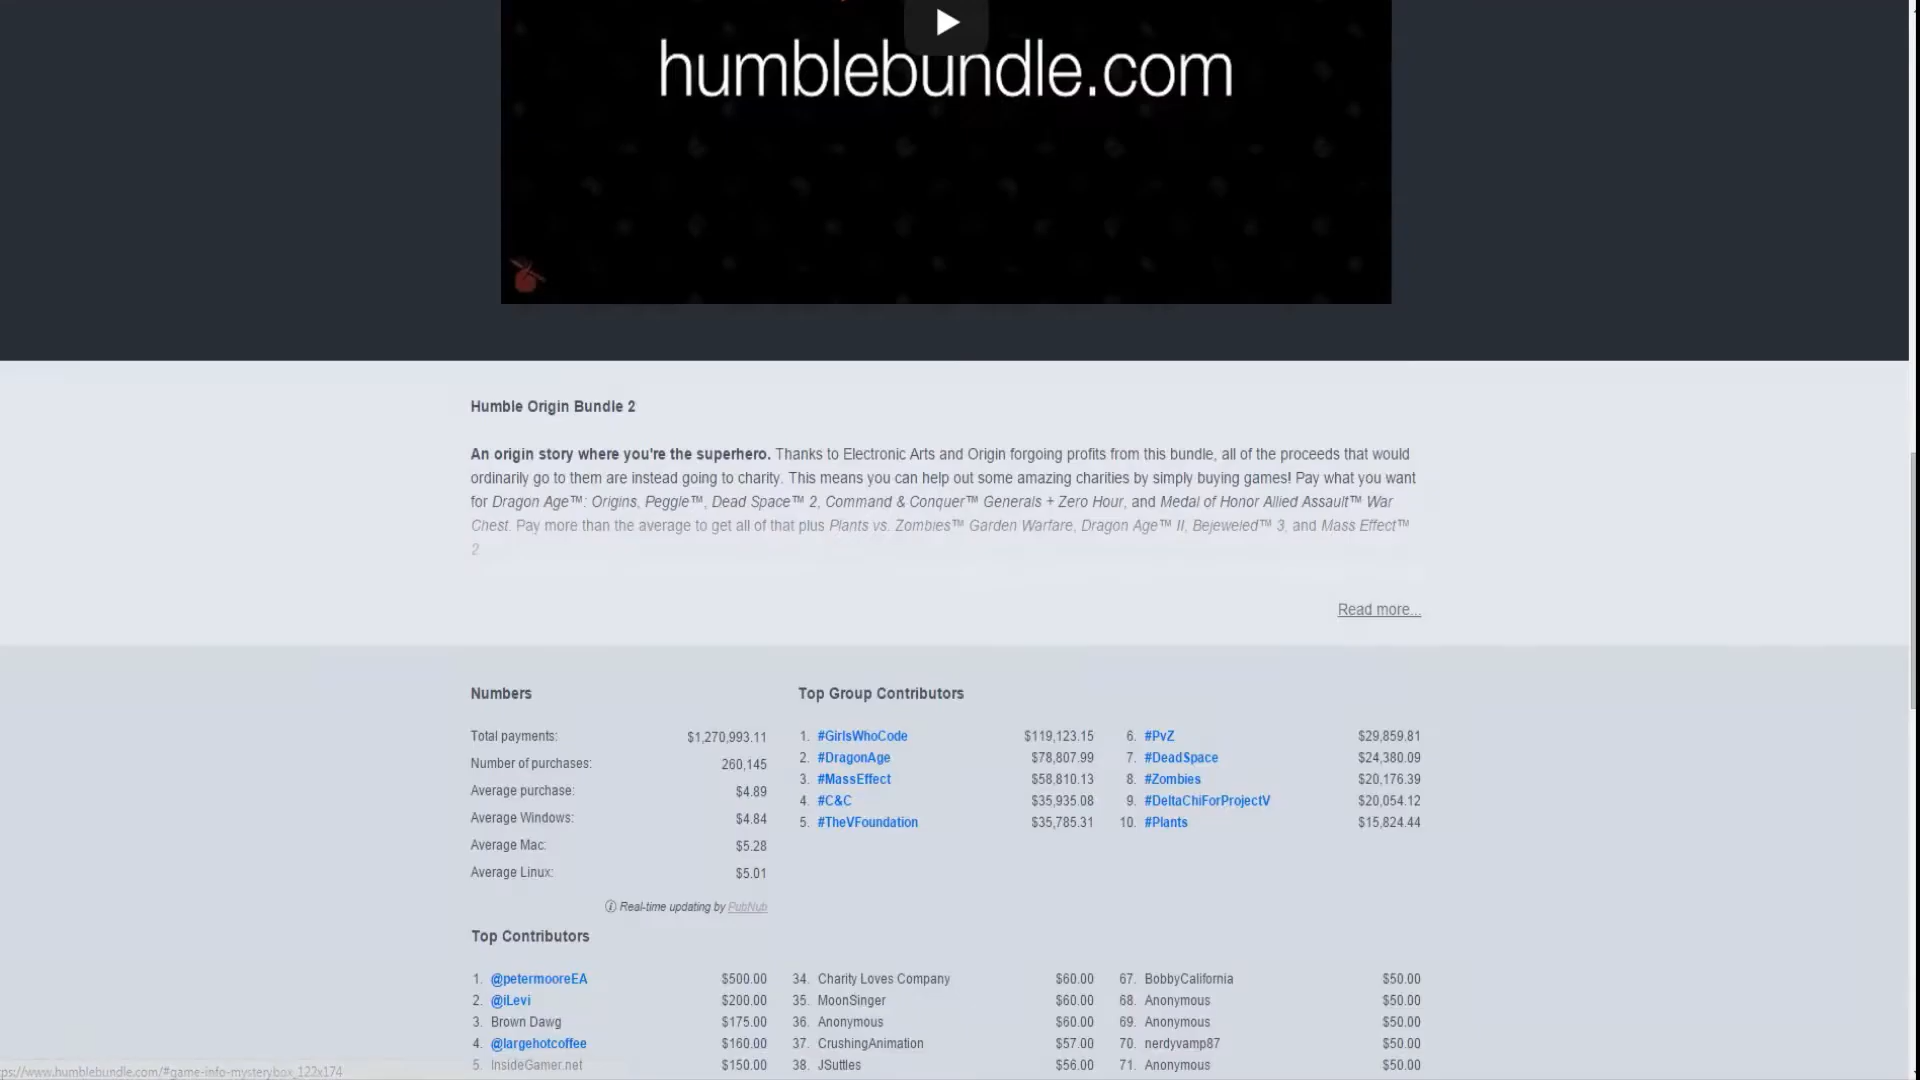 humblebundle.com
Humble Origin Bundle 2
An origin story where you're the superhero. Thanks to Electronic Arts and Origin forgoing profits from this bundle, all of the proceeds that would
ordinarily go to them are instead going to charity. This means you can help out some amazing charities by simply buying games! Pay what you want
for Dragon Age™: Origins, Peggle™, Dead Space™ 2, Command & Conquer™ Generals + Zero Hour, and Medal of Honor Allied Assault™ War
Chest. Pay more than the average to get all of that plus Plants vs. Zombies™ Garden Warfare, Dragon Age™ II, Bejeweled™ 3, and Mass Effect™
2
Read more...
Numbers
Total payments: $1,270,993.11
Number of purchases: 260,145
Average purchase: $4.89
Average Windows: $4.84
Average Mac: $5.28
Average Linux: $5.01
Real-time updating by PubNub
Top Group Contributors
1. #GirlsWhoCode $119,123.15
2. #DragonAge $78,807.99
3. #MassEffect $58,810.13
4. #C&C $35,935.08
5. #TheVFoundation $35,785.31
6. #PvZ $29,859.81
7. #DeadSpace $24,380.09
8. #Zombies $20,176.39
9. #DeltaChiForProjectV $20,054.12
10. #Plants $15,824.44
Top Contributors
1. @petermooreEA $500.00
2. @iLevi $200.00
3. Brown Dawg $175.00
4. @largehotcoffee $160.00
5. InsideGamer.net $150.00
34. Charity Loves Company $60.00
35. MoonSinger $60.00
36. Anonymous $60.00
37. CrushingAnimation $57.00
38. JSuttles $56.00
67. BobbyCalifornia $50.00
68. Anonymous $50.00
69. Anonymous $50.00
70. nerdyvamp87 $50.00
71. Anonymous $50.00
ps://www.humblebundle.com/#game-info-mysterybox_122x174